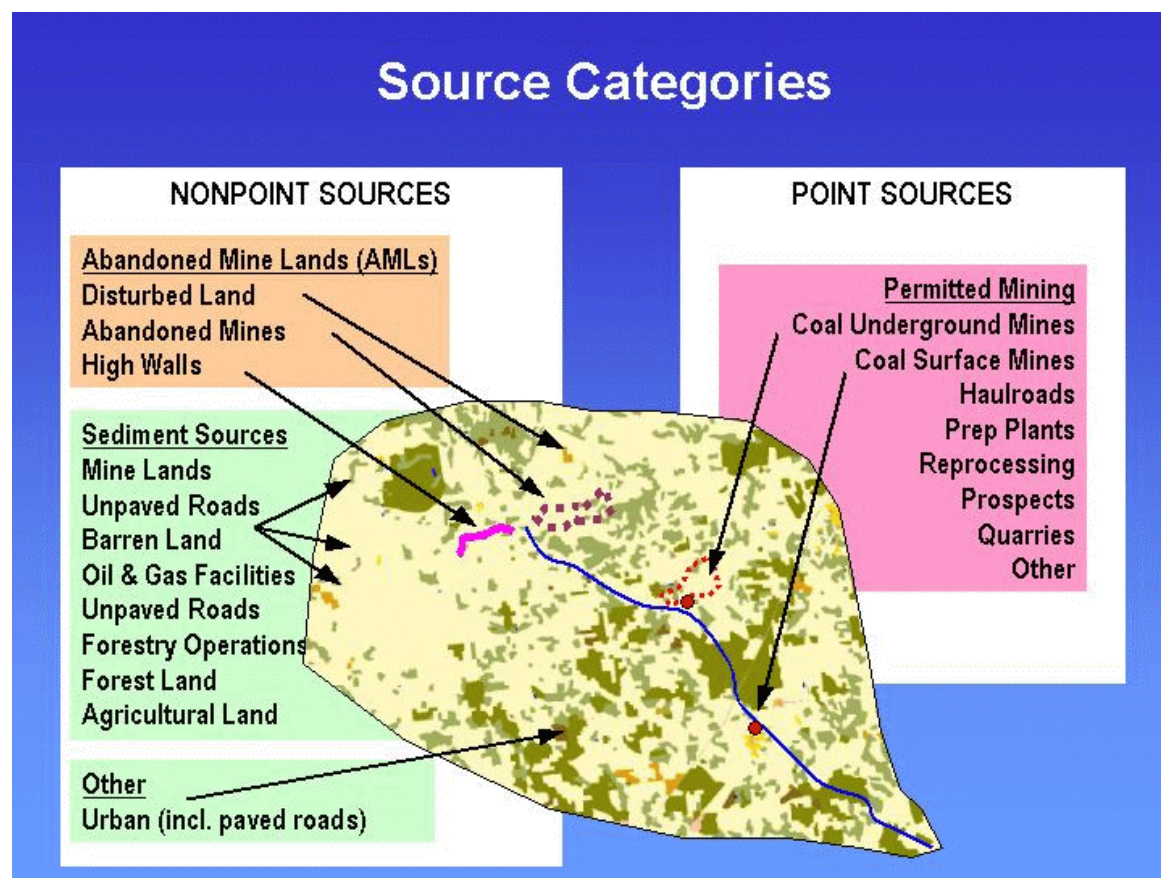 Source Categories
NONPOINT SOURCES
Abandoned Mine Lands (AMLs)
Disturbed Land
Abandoned Mines
High Walls
Sediment Sources
Mine Lands
Unpaved Roads
Barren Land
Oil & Gas Facilities
Unpaved Roads
Forestry Operations
Forest Land
Agricultural Land
Other
Urban (incl. paved roads)
POINT SOURCES
Permitted Mining
Coal Underground Mines
Coal Surface Mines
Haulroads
Prep Plants
Reprocessing
Prospects
Quarries
Other